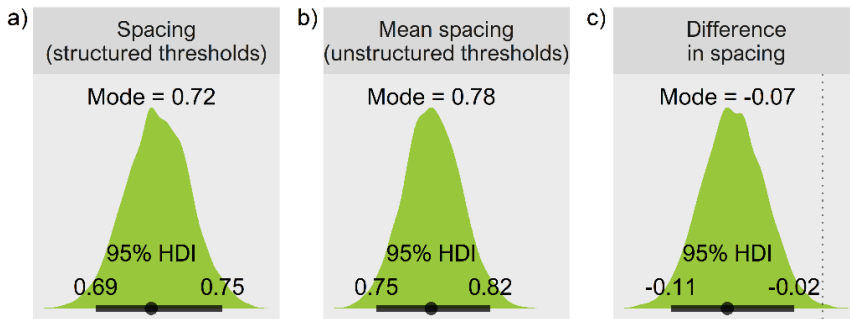 a)
Spacing
(structured thresholds)
Mode = 0.72
95% HDI
0.69 0.75
b)
Mean spacing
(unstructured thresholds)
Mode = 0.78
95% HDI
0.75 0.82
c)
Difference
in spacing
Mode = -0.07
95% HDI
-0.11 -0.02